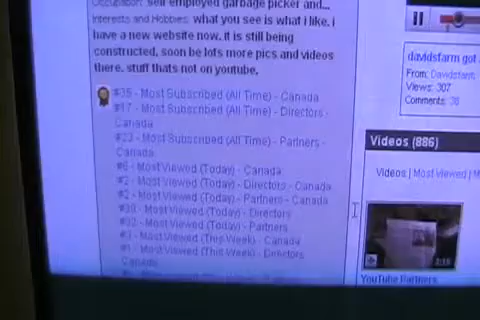 Occupation: self employed garbage picker and...
Interests and Hobbies: what you see is what i like. i
have a new website now. it is still being
constructed, soon be lots more pics and videos
there. stuff thats not on youtube,
#35 - Most Subscribed (All Time) - Canada
#17 - Most Subscribed (All Time) - Directors -
Canada
#23 - Most Subscribed (All Time) - Partners -
Canada
#6 - Most Viewed (Today) - Canada
#2 - Most Viewed (Today) - Directors - Canada
#2 - Most Viewed (Today) - Partners - Canada
#39 - Most Viewed (Today) - Directors
#32 - Most Viewed (Today) - Partners
- Most Viewed (This Week) - Canada
#1 - Most Viewed (This Week) - Directors
Canada
davidsfarm got
From: Davidsfarm
Views: 307
Comments: 36
Videos (886)
Videos | Most Viewed | M
YouTube Partners